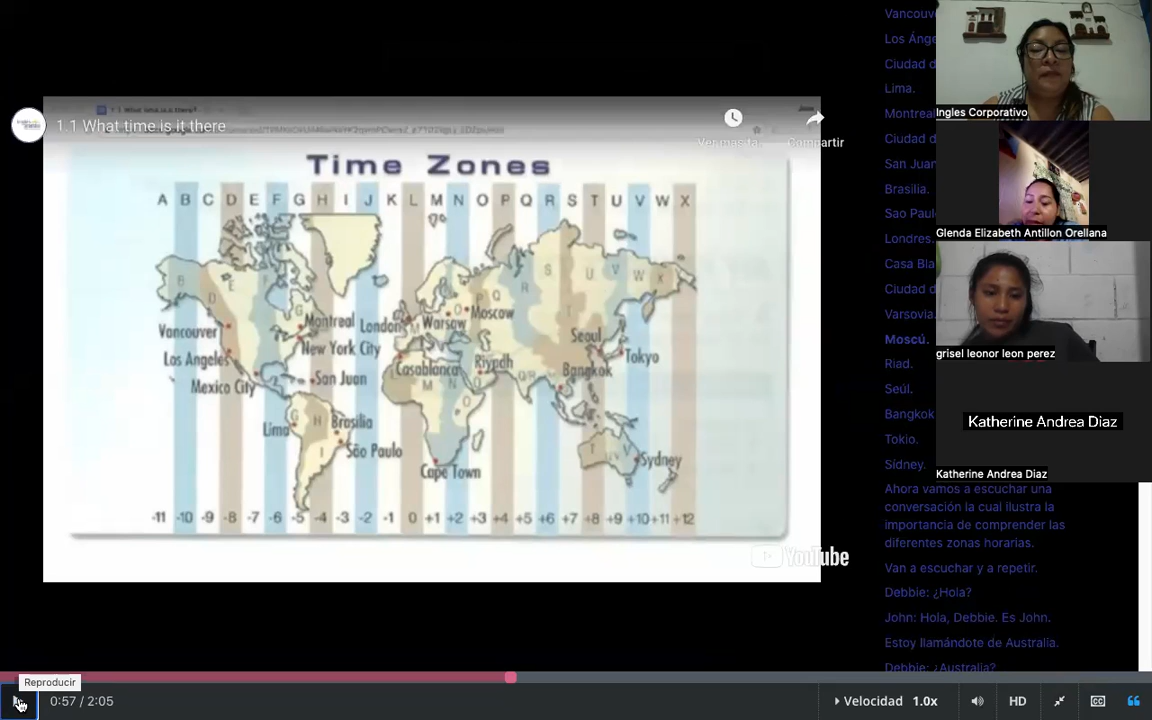 1.1 What time is it there
Compartir
Time Zones
A B C D E F G H I J K L M N O P Q R S T U V W X
Vancouver
Los Angeles
Mexico City
Montreal
New York City
San Juan
Lima
Brasilia
São Paulo
London
Warsaw
Moscow
Casablanca
Riyadh
Cape Town
Seoul
Tokyo
Bangkok
Sydney
-11 -10 -9 -8 -7 -6 -5 -4 -3 -2 -1 0 +1 +2 +3 +4 +5 +6 +7 +8 +9 +10 +11 +12
YouTube
Vancouv
Los Áng
Ciudad d
Lima.
Montreal
Ciudad d
San Juan
Brasilia.
Sao Paul
Londres.
Casa Bla
Ciudad d
Varsovia.
Moscú.
Riad.
Seúl.
Bangkok
Tokio.
Sídney.
Ahora vamos a escuchar una
conversación la cual ilustra la
importancia de comprender las
diferentes zonas horarias.
Van a escuchar y a repetir.
Debbie: ¿Hola?
John: Hola, Debbie. Es John.
Estoy llamándote de Australia.
Debbie: ¿Australia?
Ingles Corporativo
Glenda Elizabeth Antillon Orellana
grisel leonor leon perez
Katherine Andrea Diaz
Katherine Andrea Diaz
Reproducir
0:57 / 2:05
Velocidad 1.0x
HD
CC